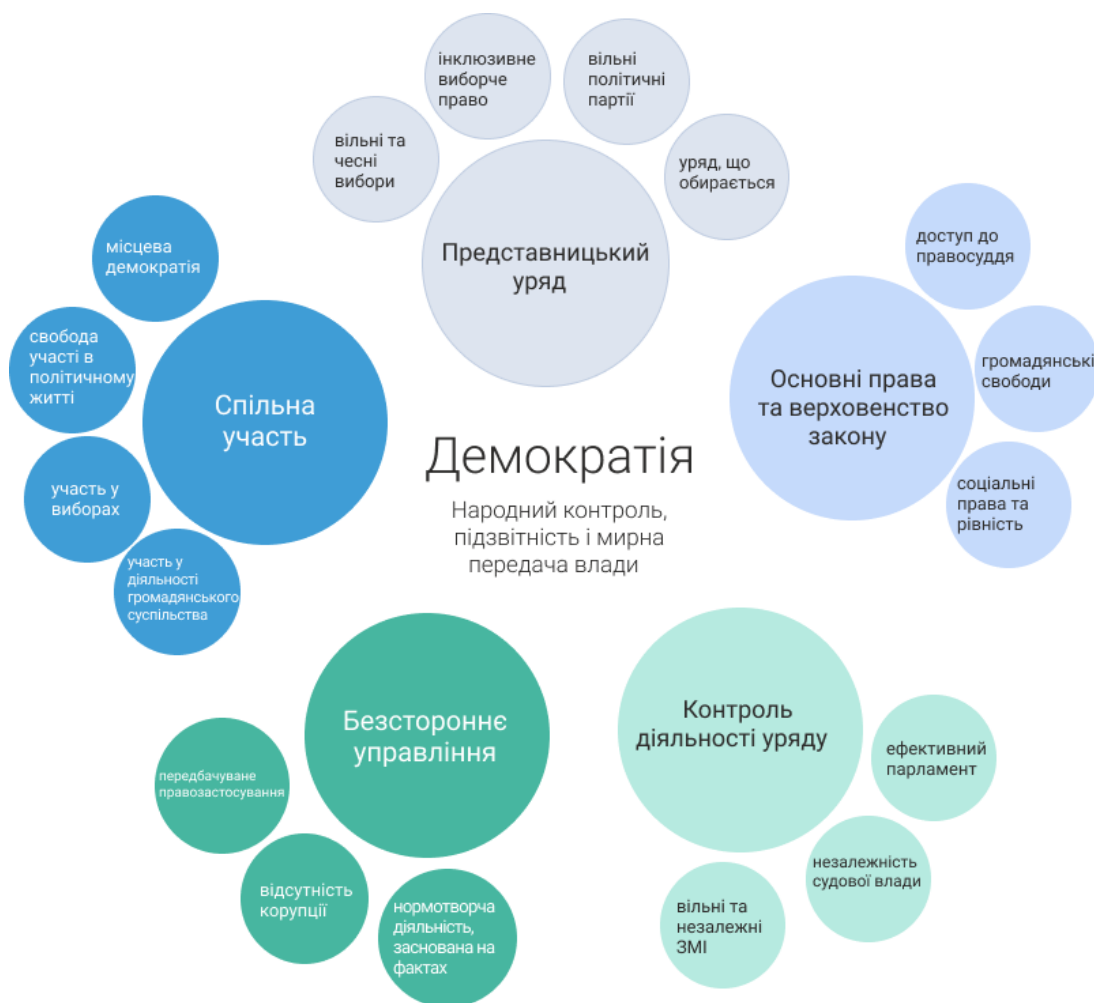 інклюзивне
виборче
право
вільні
політичні
партії
вільні та
чесні
вибори
уряд, що
обирається
Представницький
уряд
місцева
демократія
свобода
участі в
політичному
житті
Спільна
участь
участь у
виборах
участь у
діяльності
громадянського
суспільства
доступ до
правосуддя
громадянські
свободи
Основні права
та верховенство
закону
соціальні
права та
рівність
Демократія
Народний контроль,
підзвітність і мирна
передача влади
Безстороннє
управління
передбачуване
правозастосування
відсутність
корупції
нормотворча
діяльність,
заснована на
фактах
Контроль
діяльності уряду
ефективний
парламент
незалежність
судової влади
вільні та
незалежні
ЗМІ